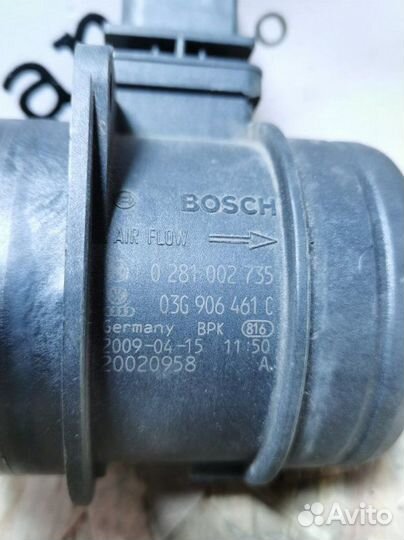 BOSCH
AIR FLOW
0 281 002 735
03G 906 461 C
Germany BPK 816
2009-04-15 11:50
20020958 A
Avito